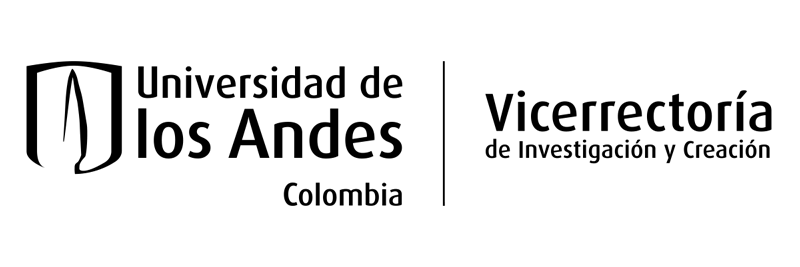 Universidad de
los Andes
Colombia
Vicerrectoría
de Investigación y Creación